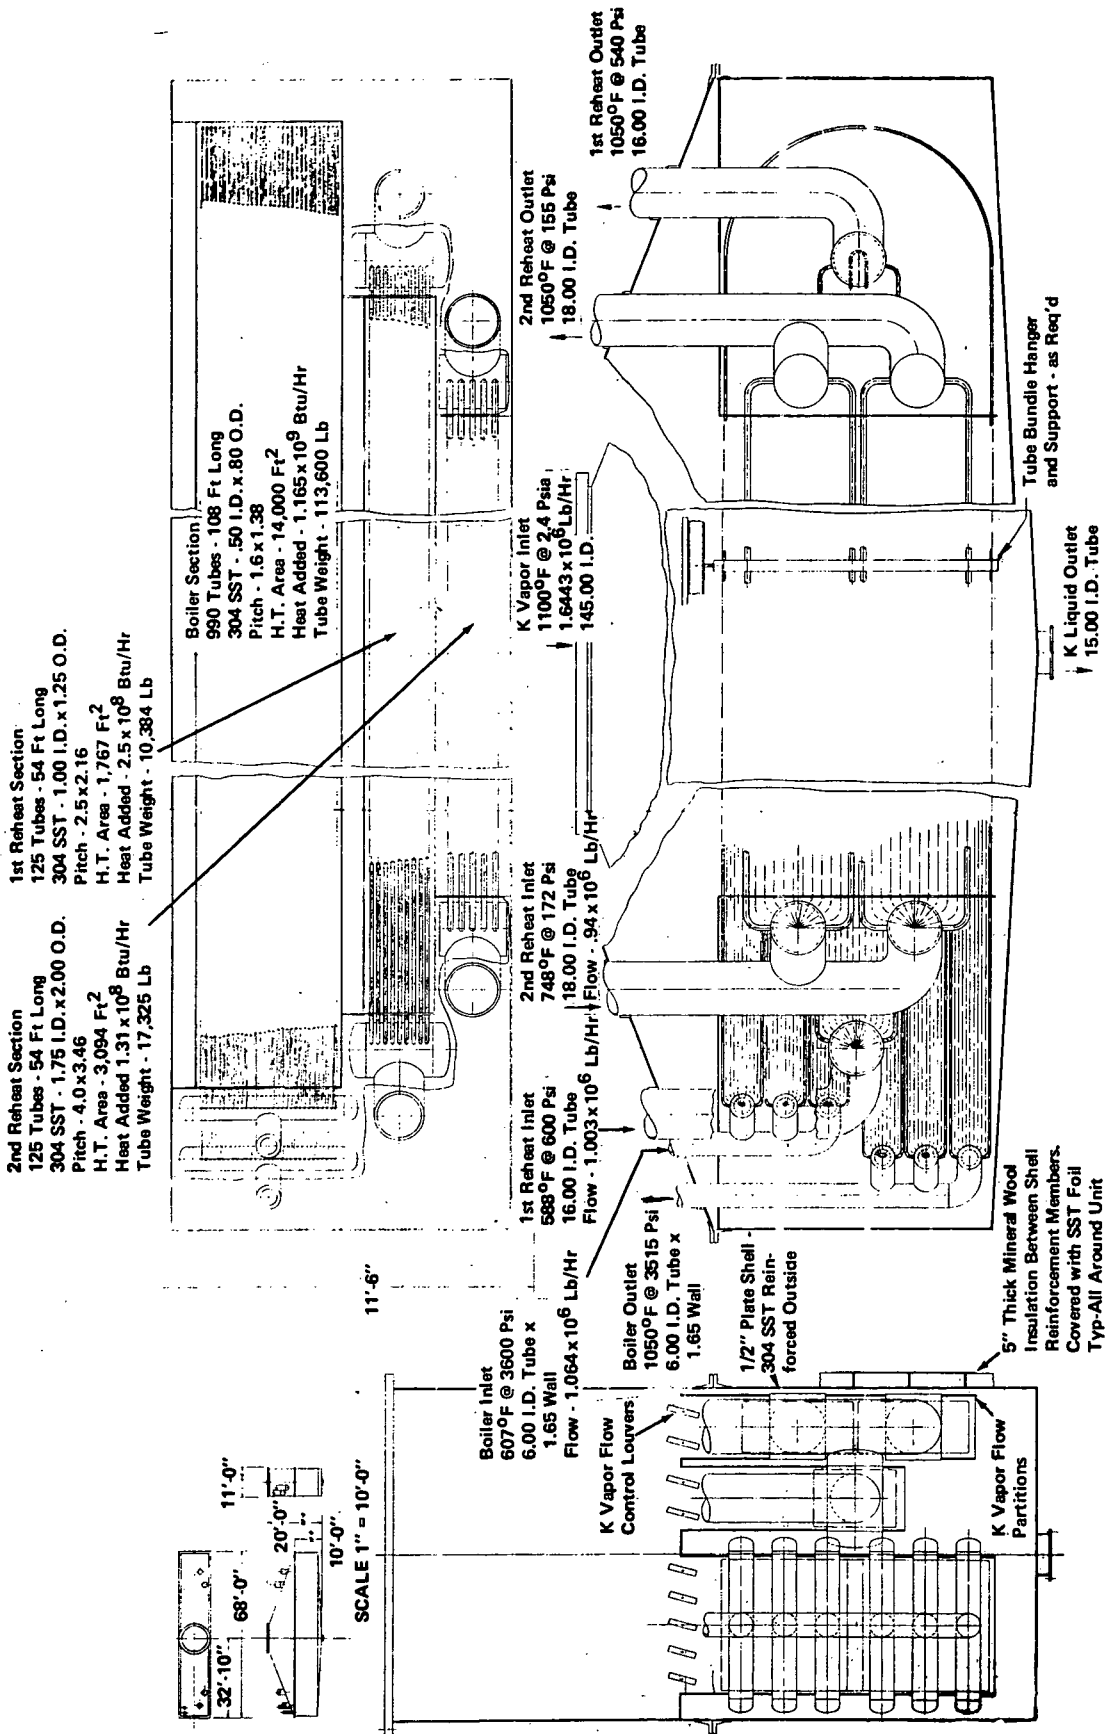 2nd Reheat Section
125 Tubes - 54 Ft Long
304 SST - 1.75 I.D. x 2.00 O.D.
Pitch - 4.0 x 3.46
H.T. Area - 3,094 Ft2
Heat Added 1.31 x 10^8 Btu/Hr
Tube Weight - 17,325 Lb
1st Reheat Section
125 Tubes - 54 Ft Long
304 SST - 1.00 I.D. x 1.25 O.D.
Pitch - 2.5 x 2.16
H.T. Area - 1,767 Ft2
Heat Added - 2.5 x 10^8 Btu/Hr
Tube Weight - 10,384 Lb
Boiler Section
990 Tubes - 108 Ft Long
304 SST - .50 I.D. x .80 O.D.
Pitch - 1.6 x 1.38
H.T. Area - 14,000 Ft2
Heat Added - 1.165 x 10^9 Btu/Hr
Tube Weight - 113,600 Lb
11'-0"
20'-0"
10'-0"
68'-0"
32'-10"
SCALE 1" = 10'-0"
11'-6"
Boiler Inlet
607°F @ 3600 Psi
6.00 I.D. Tube x
1.65 Wall
Flow - 1.064 x 10^6 Lb/Hr
1st Reheat Inlet
588°F @ 600 Psi
16.00 I.D. Tube
Flow - 1.003 x 10^6 Lb/Hr
2nd Reheat Inlet
748°F @ 172 Psi
18.00 I.D. Tube
Flow - .94 x 10^6 Lb/Hr
K Vapor Inlet
1100°F @ 2.4 Psia
1.6443 x 10^6 Lb/Hr
145.00 I.D.
2nd Reheat Outlet
1050°F @ 155 Psi
18.00 I.D. Tube
1st Reheat Outlet
1050°F @ 540 Psi
16.00 I.D. Tube
Boiler Outlet
1050°F @ 3515 Psi
6.00 I.D. Tube x
1.65 Wall
1/2" Plate Shell -
304 SST Rein-
forced Outside
K Vapor Flow
Control Louvers
K Vapor Flow
Partitions
5" Thick Mineral Wool
Insulation Between Shell
Reinforcement Members.
Covered with SST Foil
Typ-All Around Unit
K Liquid Outlet
15.00 I.D. Tube
Tube Bundle Hanger
and Support - as Req'd